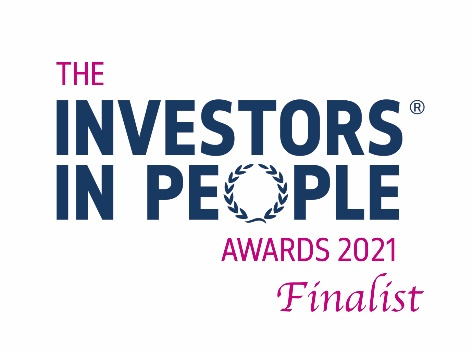 THE
INVESTORS®
IN PEOPLE
AWARDS 2021
Finalist